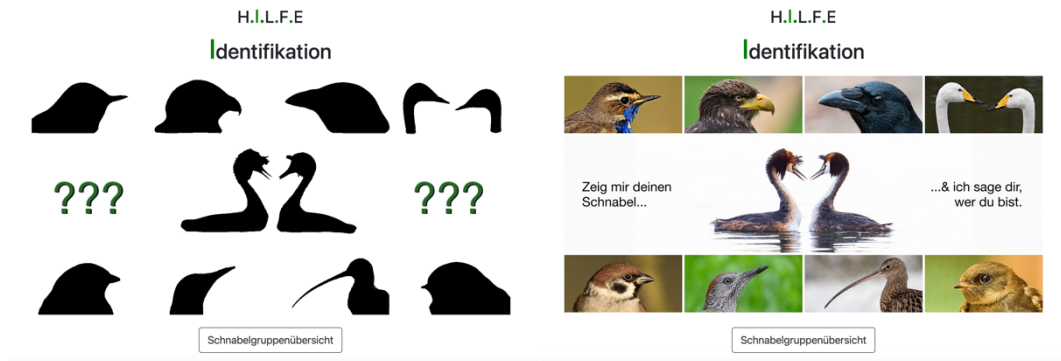 H.I.L.F.E
Identifikation
???
???
Schnabelgruppenübersicht
H.I.L.F.E
Identifikation
Zeig mir deinen
Schnabel...
...& ich sage dir,
wer du bist.
Schnabelgruppenübersicht